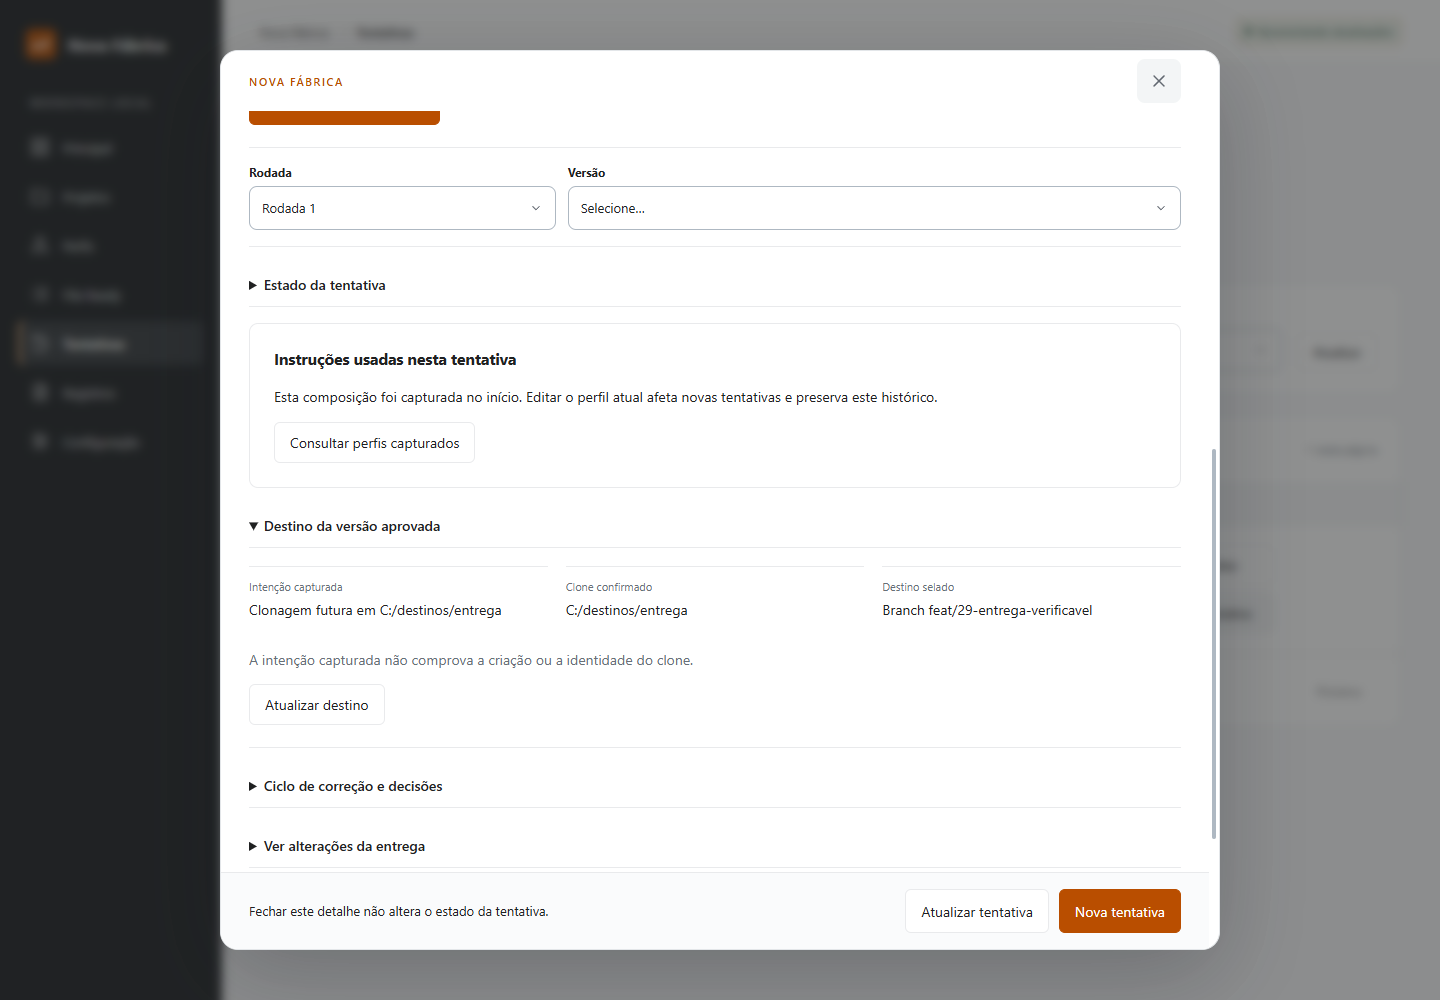 NOVA FÁBRICA
Rodada
Versão
Rodada 1
Selecione...
Estado da tentativa
Instruções usadas nesta tentativa
Esta composição foi capturada no início. Editar o perfil atual afeta novas tentativas e preserva este histórico.
Consultar perfis capturados
Destino da versão aprovada
Intenção capturada
Clonagem futura em C:/destinos/entrega
Clone confirmado
C:/destinos/entrega
Destino selado
Branch feat/29-entrega-verificavel
A intenção capturada não comprova a criação ou a identidade do clone.
Atualizar destino
Ciclo de correção e decisões
Ver alterações da entrega
Fechar este detalhe não altera o estado da tentativa.
Atualizar tentativa
Nova tentativa